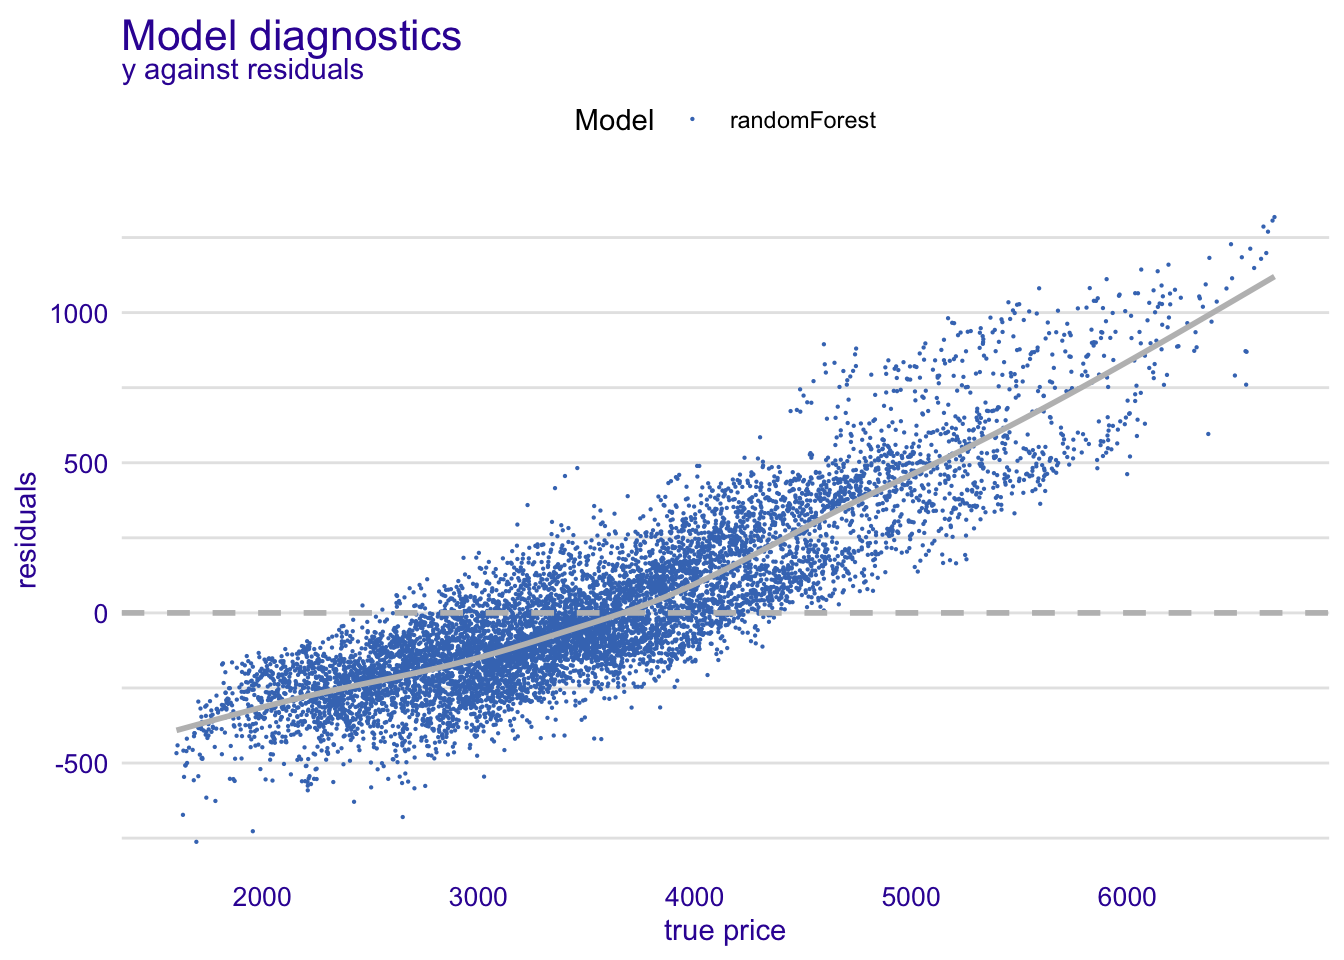 Model diagnostics
y against residuals
Model randomForest
1000
500
0
-500
residuals
2000 3000 4000 5000 6000
true price